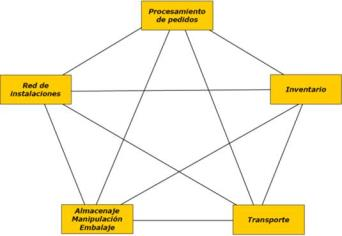 Procesamiento
de pedidos
Red de
instalaciones
Inventario
Almacenaje
Manipulación
Embalaje
Transporte